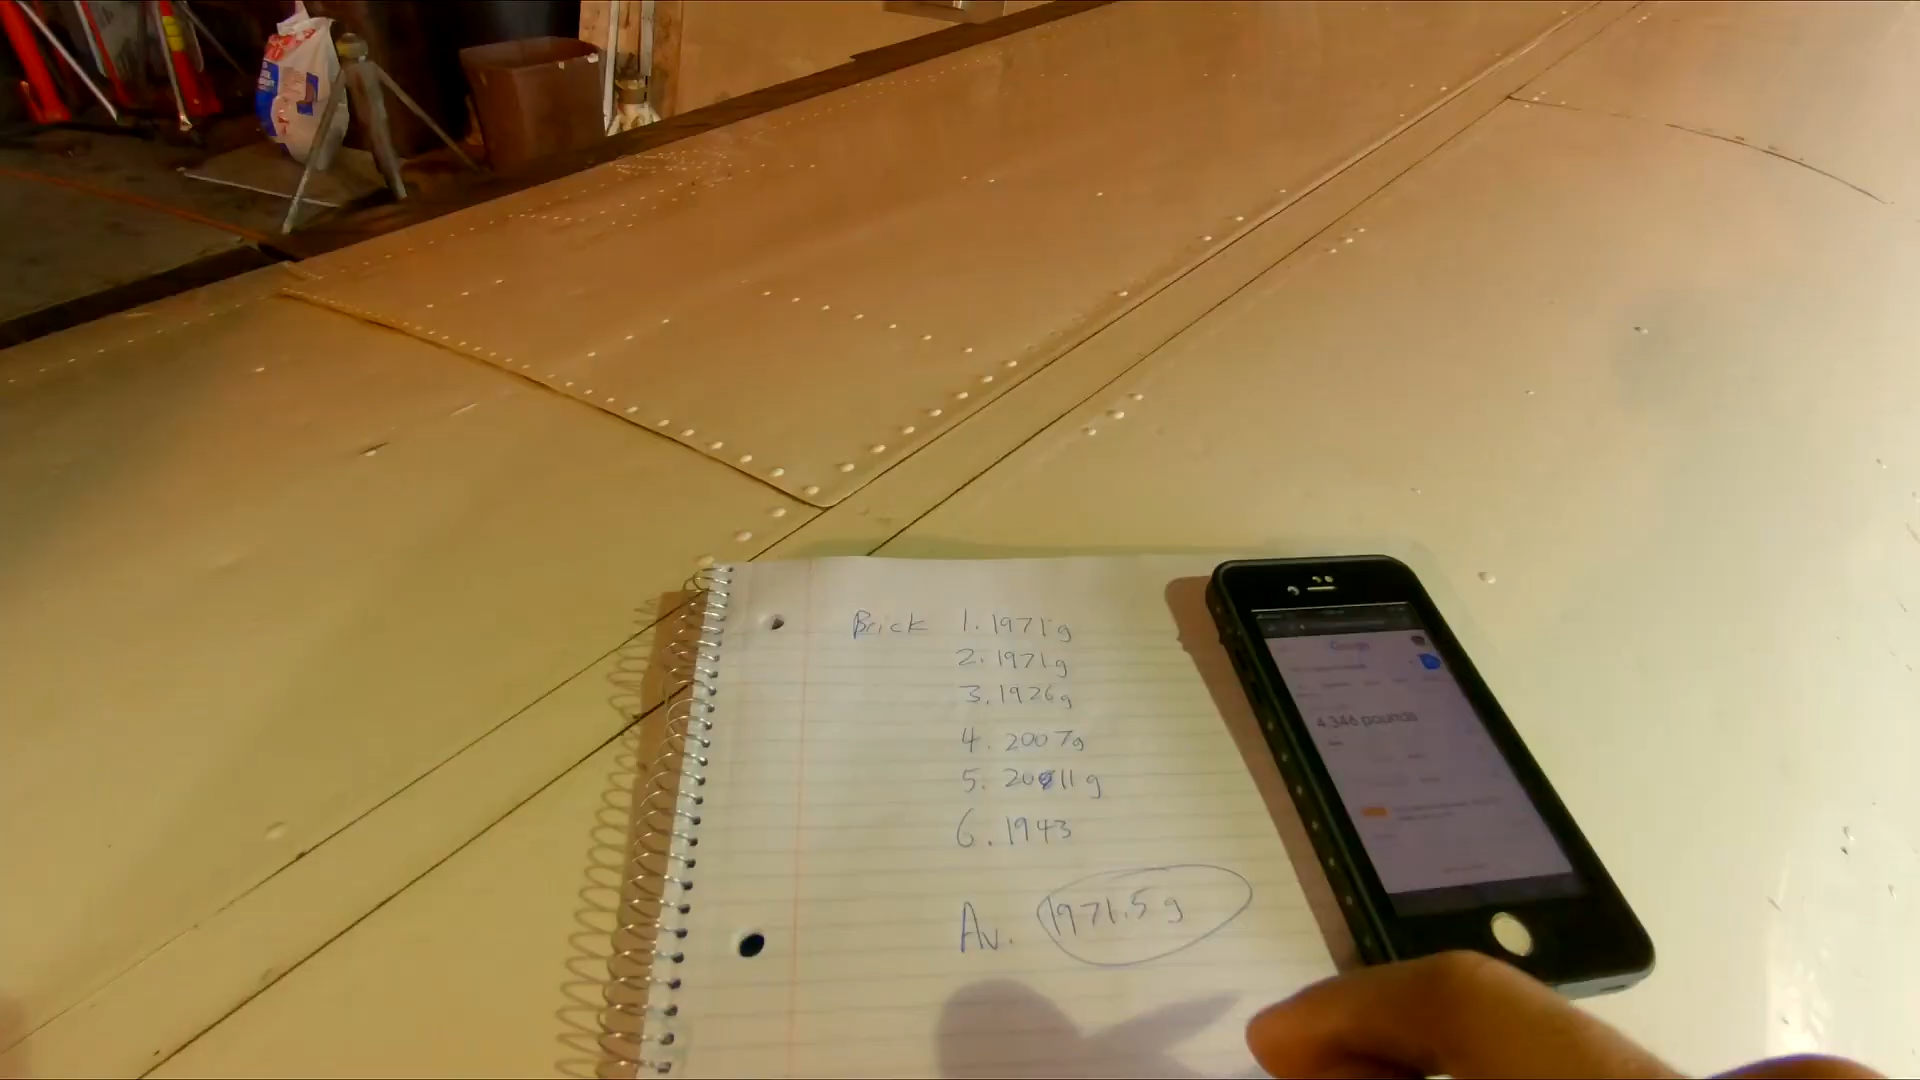 Brick 1. 1971g
2. 1971g
3. 1926g
4. 2007g
5. 2011g
6. 1943
Av. 1971.5g
Google
4.346 pounds